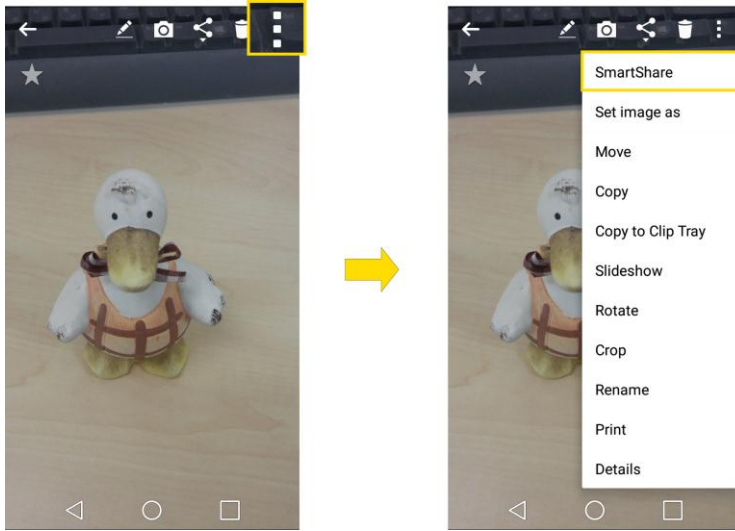 SmartShare
Set image as
Move
Copy
Copy to Clip Tray
Slideshow
Rotate
Crop
Rename
Print
Details